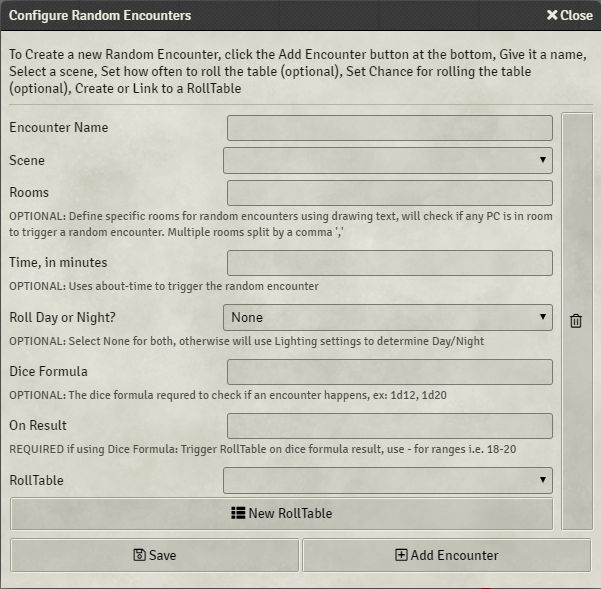 Configure Random Encounters
Close
To Create a new Random Encounter, click the Add Encounter button at the bottom, Give it a name,
Select a scene, Set how often to roll the table (optional), Set Chance for rolling the table
(optional), Create or Link to a RollTable
Encounter Name
Scene
Rooms
OPTIONAL: Define specific rooms for random encounters using drawing text, will check if any PC is in room
to trigger a random encounter. Multiple rooms split by a comma ','
Time, in minutes
OPTIONAL: Uses about-time to trigger the random encounter
Roll Day or Night?
None
OPTIONAL: Select None for both, otherwise will use Lighting settings to determine Day/Night
Dice Formula
OPTIONAL: The dice formula requred to check if an encounter happens, ex: 1d12, 1d20
On Result
REQUIRED if using Dice Formula: Trigger RollTable on dice formula result, use - for ranges i.e. 18-20
RollTable
New RollTable
Save
Add Encounter